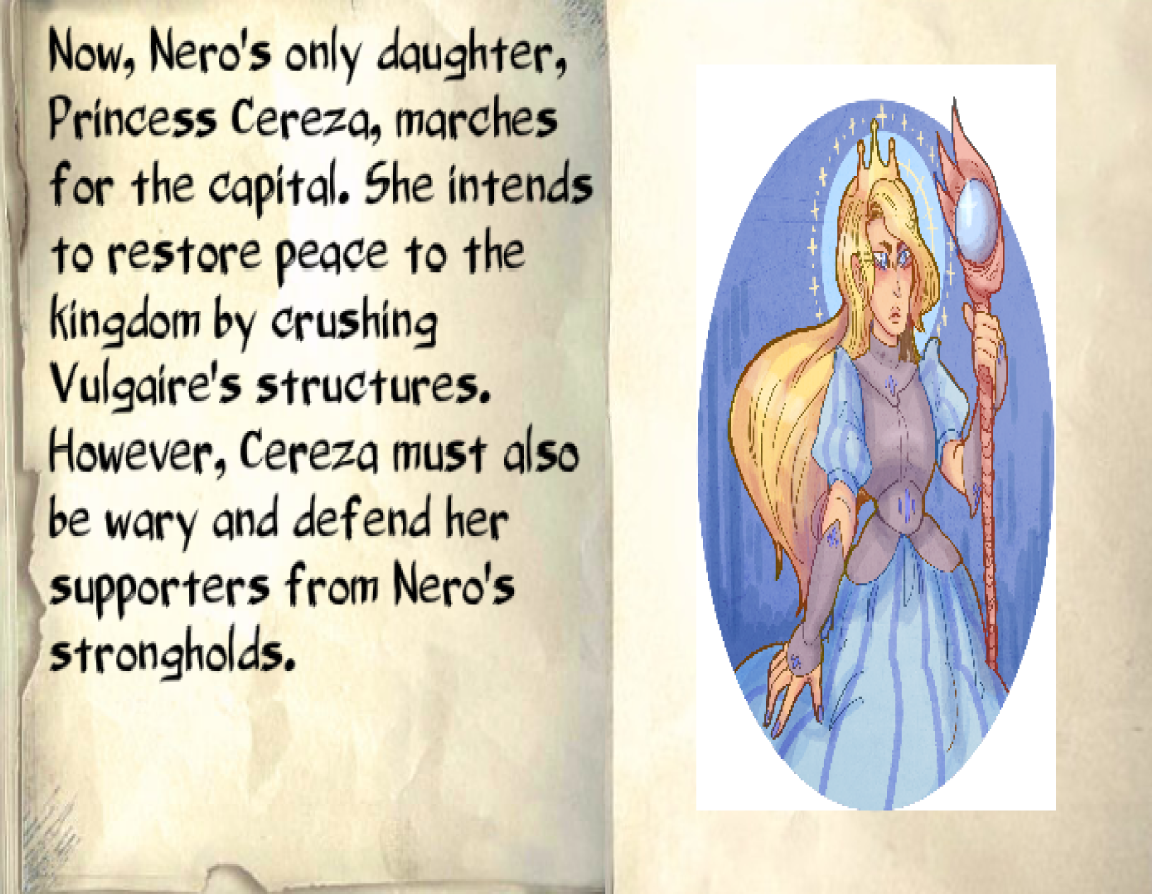 Now, Nero's only daughter,
Princess Cereza, marches
for the capital. She intends
to restore peace to the
kingdom by crushing
Vulgaire's structures.
However, Cereza must also
be wary and defend her
supporters from Nero's
strongholds.